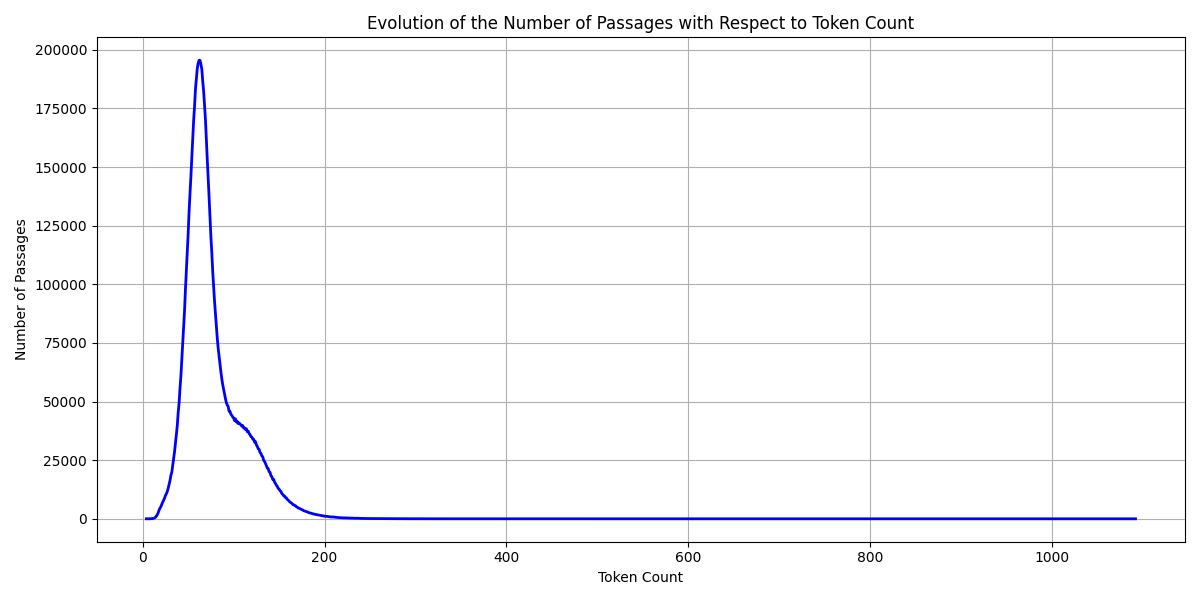 Evolution of the Number of Passages with Respect to Token Count
200000
175000
150000
125000
100000
75000
50000
25000
0
Number of Passages
0 200 400 600 800 1000
Token Count